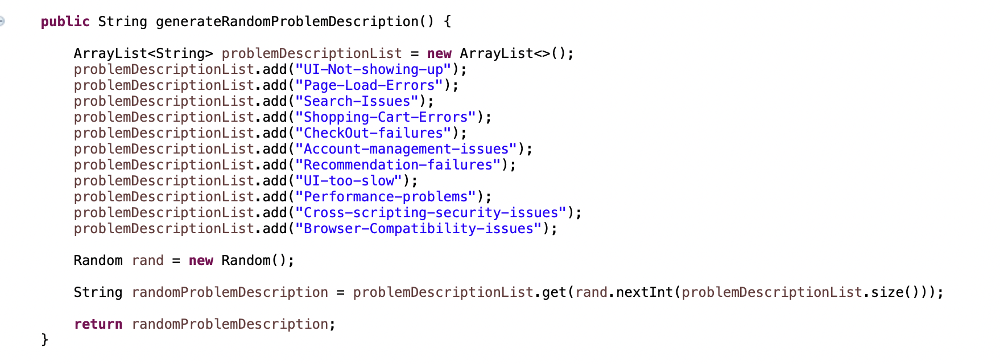 public String generateRandomProblemDescription() {
ArrayList<String> problemDescriptionList = new ArrayList<>();
problemDescriptionList.add("UI-Not-showing-up");
problemDescriptionList.add("Page-Load-Errors");
problemDescriptionList.add("Search-Issues");
problemDescriptionList.add("Shopping-Cart-Errors");
problemDescriptionList.add("CheckOut-failures");
problemDescriptionList.add("Account-management-issues");
problemDescriptionList.add("Recommendation-failures");
problemDescriptionList.add("UI-too-slow");
problemDescriptionList.add("Performance-problems");
problemDescriptionList.add("Cross-scripting-security-issues");
problemDescriptionList.add("Browser-Compatibility-issues");
Random rand = new Random();
String randomProblemDescription = problemDescriptionList.get(rand.nextInt(problemDescriptionList.size()));
return randomProblemDescription;
}